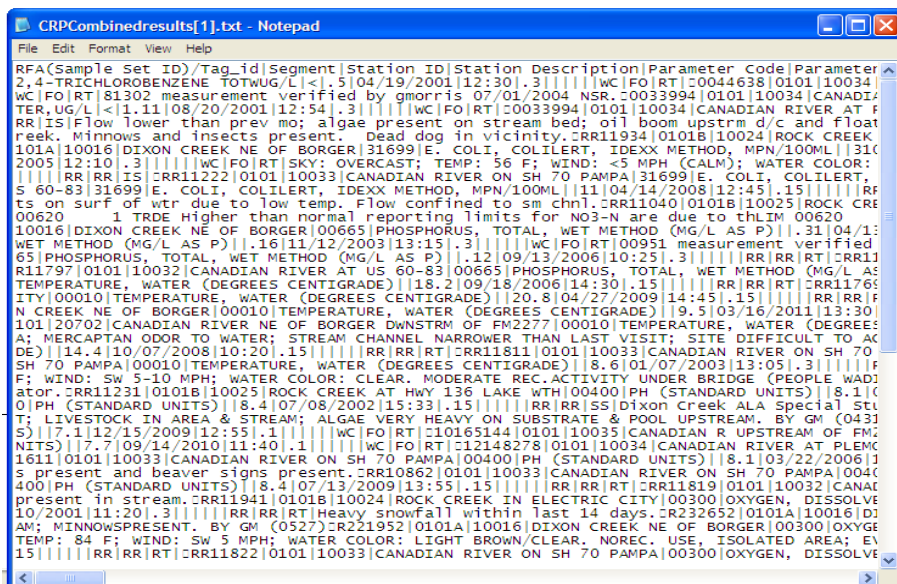 CRPCombinedresults[1].txt - Notepad
File Edit Format View Help
RFA(Sample Set ID)/Tag_id|Segment|Station ID|Station Description|Parameter Code|Parameter
2,4-TRICHLOROBENZENE TOTWUG/L|<|.5|04/19/2001|12:30|.3||||||WC|FO|RT|0044638|0101|10034|
WC|FO|RT|81302 measurement verified by gmorris 07/01/2004 NSR.0033994|0101|10034|CANADIA
TER,UG/L|<|1.11|08/20/2001|12:54|.3||||||WC|FO|RT|0033994|0101|10034|CANADIAN RIVER AT F
RR|IS|Flow lower than prev mo; algae present on stream bed; oil boom upstrm d/c and float
reek. Minnows and insects present.  Dead dog in vicinity.RR11934|0101B|10024|ROCK CREEK
101A|10016|DIXON CREEK NE OF BORGER|31699|E. COLI, COLILERT, IDEXX METHOD, MPN/100ML||310
2005|12:10|.3||||||WC|FO|RT|SKY: OVERCAST; TEMP: 56 F; WIND: <5 MPH (CALM); WATER COLOR:
|||||RR|RR|IS|RR11222|0101|10033|CANADIAN RIVER ON SH 70 PAMPA|31699|E. COLI, COLILERT,
S 60-83|31699|E. COLI, COLILERT, IDEXX METHOD, MPN/100ML||11|04/14/2008|12:45|.15||||||RF
ts on surf of wtr due to low temp. Flow confined to sm chnl.RR11040|0101B|10025|ROCK CRE
00620      1 TRDE Higher than normal reporting limits for NO3-N are due to thLIM 00620
10016|DIXON CREEK NE OF BORGER|00665|PHOSPHORUS, TOTAL, WET METHOD (MG/L AS P)||.31|04/13
WET METHOD (MG/L AS P)||.16|11/12/2003|13:15|.3||||||WC|FO|RT|00951 measurement verified
65|PHOSPHORUS, TOTAL, WET METHOD (MG/L AS P)||.12|09/13/2006|10:25|.3||||||RR|RR|RT|RR11
R11797|0101|10032|CANADIAN RIVER AT US 60-83|00665|PHOSPHORUS, TOTAL, WET METHOD (MG/L AS
TEMPERATURE, WATER (DEGREES CENTIGRADE)||18.2|09/18/2006|14:30|.15||||||RR|RR|RT|RR1176
ITY|00010|TEMPERATURE, WATER (DEGREES CENTIGRADE)||20.8|04/27/2009|14:45|.15||||||RR|RR|F
N CREEK NE OF BORGER|00010|TEMPERATURE, WATER (DEGREES CENTIGRADE)||9.5|03/16/2011|13:30|
101|20702|CANADIAN RIVER NE OF BORGER DWNSTRM OF FM2277|00010|TEMPERATURE, WATER (DEGREES
A; MERCAPTAN ODOR TO WATER; STREAM CHANNEL NARROWER THAN LAST VISIT; SITE DIFFICULT TO AC
DE)||14.4|10/07/2008|10:20|.15||||||RR|RR|RT|RR11811|0101|10033|CANADIAN RIVER ON SH 70
SH 70 PAMPA|00010|TEMPERATURE, WATER (DEGREES CENTIGRADE)||8.6|01/07/2003|13:05|.3||||||
F; WIND: SW 5-10 MPH; WATER COLOR: CLEAR. MODERATE REC.ACTIVITY UNDER BRIDGE (PEOPLE WADI
ator.RR11231|0101B|10025|ROCK CREEK AT HWY 136 LAKE WTH|00400|PH (STANDARD UNITS)||8.1|0
0|PH (STANDARD UNITS)||8.4|07/08/2002|15:33|.15||||||RR|RR|SS|Dixon Creek ALA Special Stu
T; LIVESTOCK IN AREA & STREAM; ALGAE VERY HEAVY ON SUBSTRATE & POOL UPSTREAM. BY GM (0431
S)||7.1|12/15/2009|12:55|.1||||||WC|FO|RT|0165144|0101|10035|CANADIAN R UPSTREAM OF FM2
NITS)||7.7|09/14/2010|11:40|.1||||||WC|FO|RT|2148278|0101|10034|CANADIAN RIVER AT PLEMO
1611|0101|10033|CANADIAN RIVER ON SH 70 PAMPA|00400|PH (STANDARD UNITS)||8.1|03/22/2006|1
s present and beaver signs present.RR10862|0101|10033|CANADIAN RIVER ON SH 70 PAMPA|0040
400|PH (STANDARD UNITS)||8.4|07/13/2009|13:55|.15||||||RR|RR|RT|RR11819|0101|10032|CANAD
present in stream.RR11941|0101B|10024|ROCK CREEK IN ELECTRIC CITY|00300|OXYGEN, DISSOLVE
10/2001|11:20|.3||||||RR|RR|RT|Heavy snowfall within last 14 days.R232652|0101A|10016|DI
AM; MINNOWSPRESENT. BY GM (0527)R221952|0101A|10016|DIXON CREEK NE OF BORGER|00300|OXYGE
TEMP: 84 F; WIND: SW 5 MPH; WATER COLOR: LIGHT BROWN/CLEAR. NOREC. USE, ISOLATED AREA; EV
15||||||RR|RR|RT|RR11822|0101|10033|CANADIAN RIVER ON SH 70 PAMPA|00300|OXYGEN, DISSOLVE